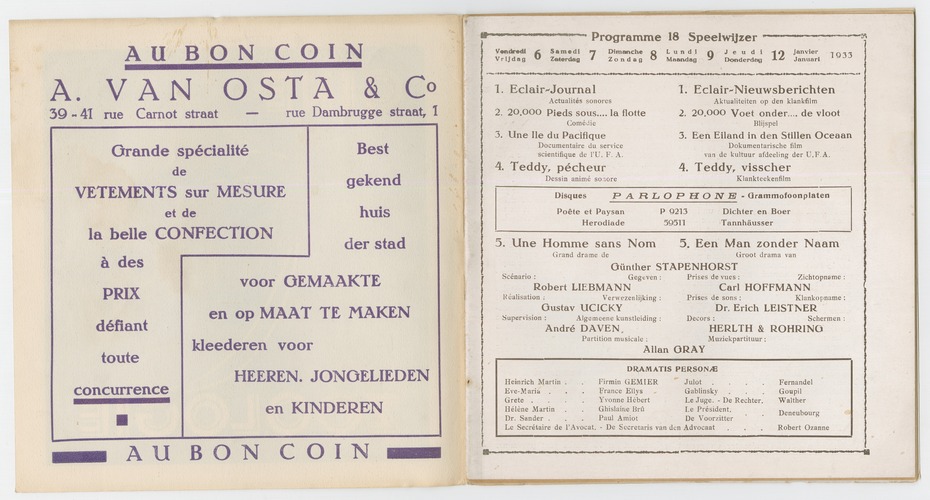 AU BON COIN
A. VAN OSTA & Co
39-41 rue Carnot straat — rue Dambrugge straat, 1
Grande spécialité
de
VETEMENTS sur MESURE
et de
la belle CONFECTION
à des
PRIX
défiant
toute
concurrence
Best
gekend
huis
der stad
voor GEMAAKTE
en op MAAT TE MAKEN
kleederen voor
HEEREN. JONGELIEDEN
en KINDEREN
AU BON COIN
Programme 18 Speelwijzer
Vendredi Vrijdag 6 Samedi Zaterdag 7 Dimanche Zondag 8 Lundi Maandag 9 Jeudi Donderdag 12 janvier Januari 1933
1. Eclair-Journal
Actualités sonores
2. 20,000 Pieds sous.... la flotte
Comédie
3. Une Ile du Pacifique
Documentaire du service
scientifique de l'U. F. A.
4. Teddy, pécheur
Dessin animé sonore
1. Eclair-Nieuwsberichten
Aktualiteiten op den klankfilm
2. 20,000 Voet onder.... de vloot
Blijspel
3. Een Eiland in den Stillen Oceaan
Dokumentarische film
van de kultuur afdeeling der U.F.A.
4. Teddy, visscher
Klankteekenfilm
Disques PARLOPHONE - Grammofoonplaten
Poête et Paysan P 9213 Dichter en Boer
Herodiade 59511 Tannhäusser
5. Une Homme sans Nom 5. Een Man zonder Naam
Grand drame de Groot drama van
Günther STAPENHORST
Scénario : Gegeven : Prises de vues : Zichtopname :
Robert LIEBMANN Carl HOFFMANN
Réalisation : Verwezenlijking : Prises de sons : Klankopname :
Gustav UCICKY Dr. Erich LEISTNER
Supervision : Algemeene kunstleiding : Decors : Schermen :
André DAVEN. HERLTH & ROHRING
Partition musicale : Muziekpartituur :
Allan GRAY
DRAMATIS PERSONÆ
Heinrich Martin . . Firmin GEMIER Julot . . . . . Fernandel
Eve-Maria . . . France Ellys . Gablinsky . . . . Goupil
Grete . . . . . Yvonne Hébert Le Juge. - De Rechter. Walther
Hélène Martin . . Ghislaine Brû Le Président.
Dr. Sander . . . Paul Amiot De Voorzitter . . . Deneubourg
Le Secrétaire de l'Avocat. - De Secretaris van den Advocaat . . . Robert Ozanne